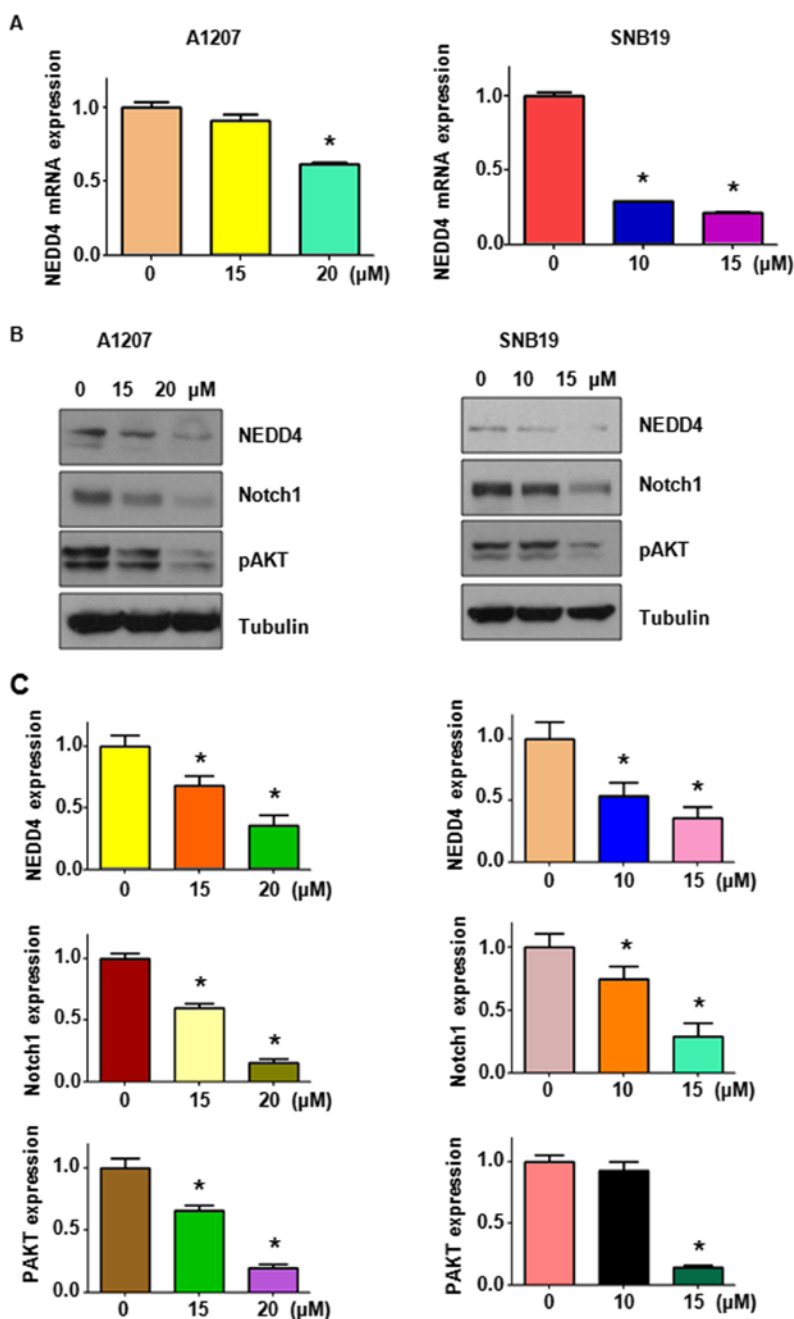 A
A1207
SNB19
NEDD4 mRNA expression
1.0
0.5
0.0
*
0 15 20 (µM)
NEDD4 mRNA expression
1.0
0.5
0.0
* *
0 10 15 (µM)
B
A1207
0 15 20 µM
NEDD4
Notch1
pAKT
Tubulin
SNB19
0 10 15 µM
NEDD4
Notch1
pAKT
Tubulin
C
NEDD4 expression
1.0
0.5
0.0
* *
0 15 20 (µM)
NEDD4 expression
1.0
0.5
0.0
* *
0 10 15 (µM)
Notch1 expression
1.0
0.5
0.0
* *
0 15 20 (µM)
Notch1 expression
1.0
0.5
0.0
* *
0 10 15 (µM)
PAKT expression
1.0
0.5
0.0
* *
0 15 20 (µM)
PAKT expression
1.0
0.5
0.0
*
0 10 15 (µM)